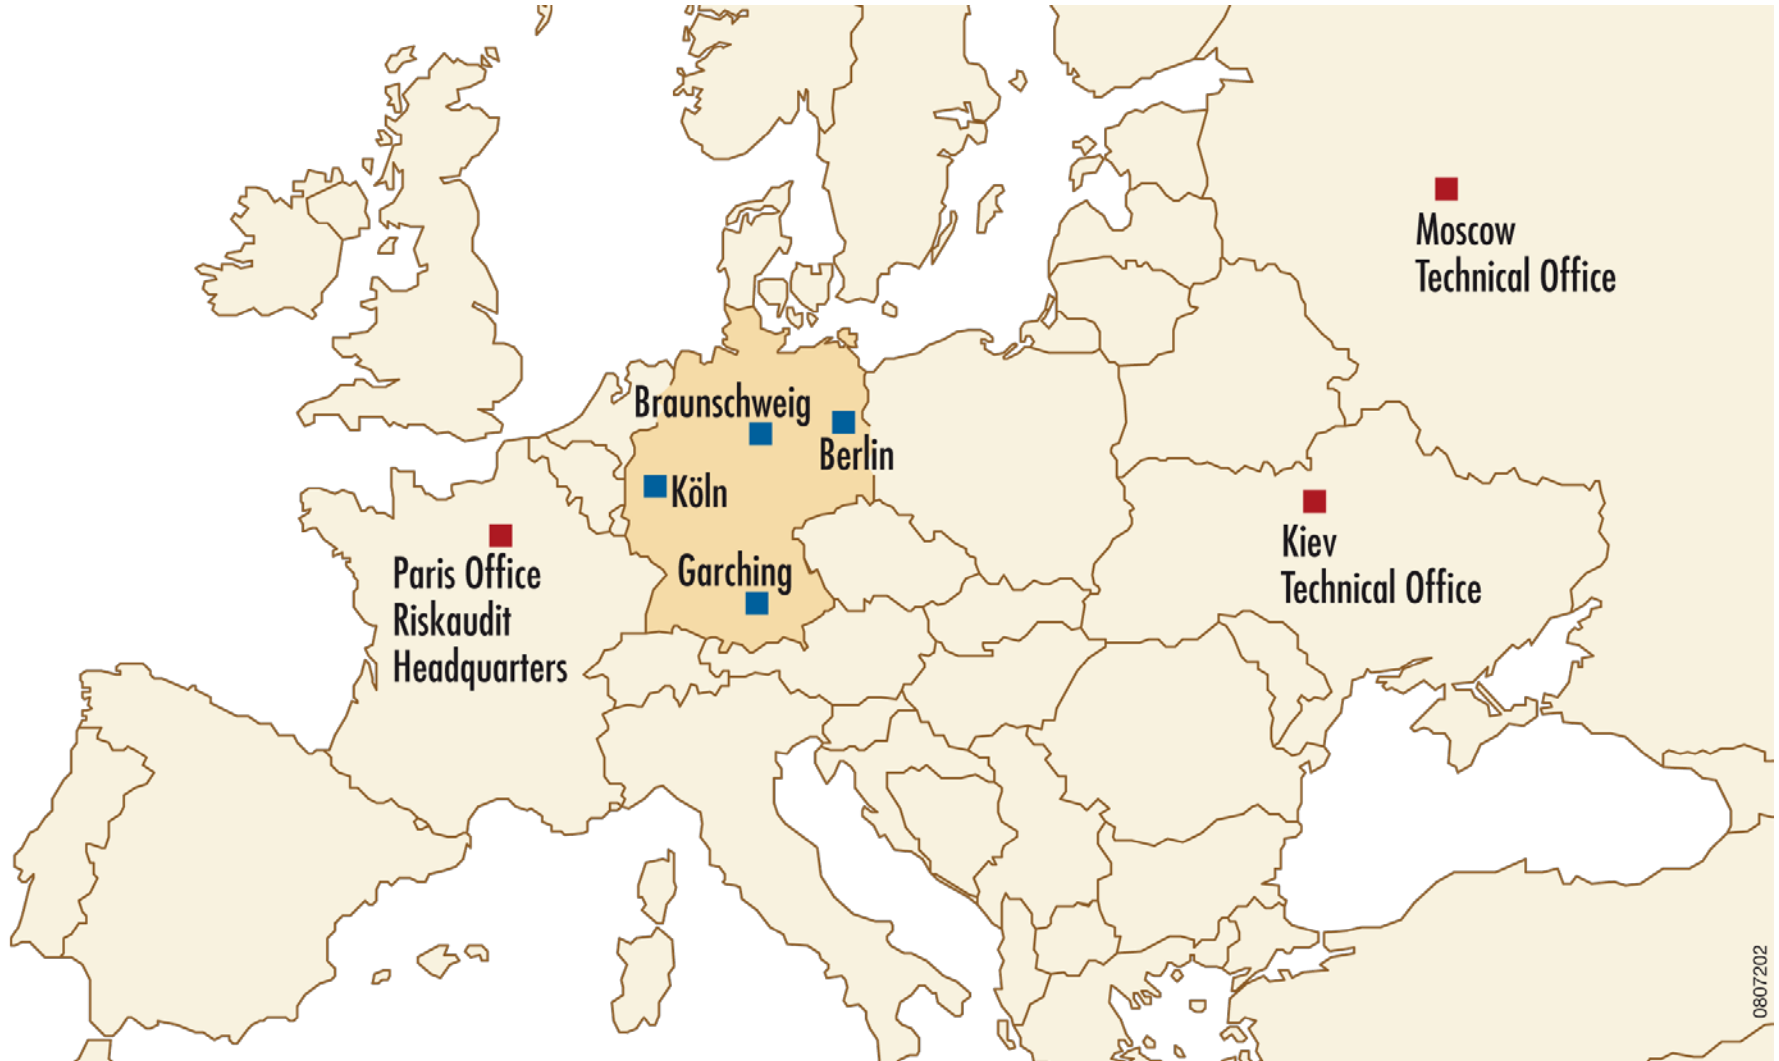 Moscow
Technical Office
Braunschweig
Berlin
Köln
Kiev
Technical Office
Garching
Paris Office
Riskaudit
Headquarters
0807202